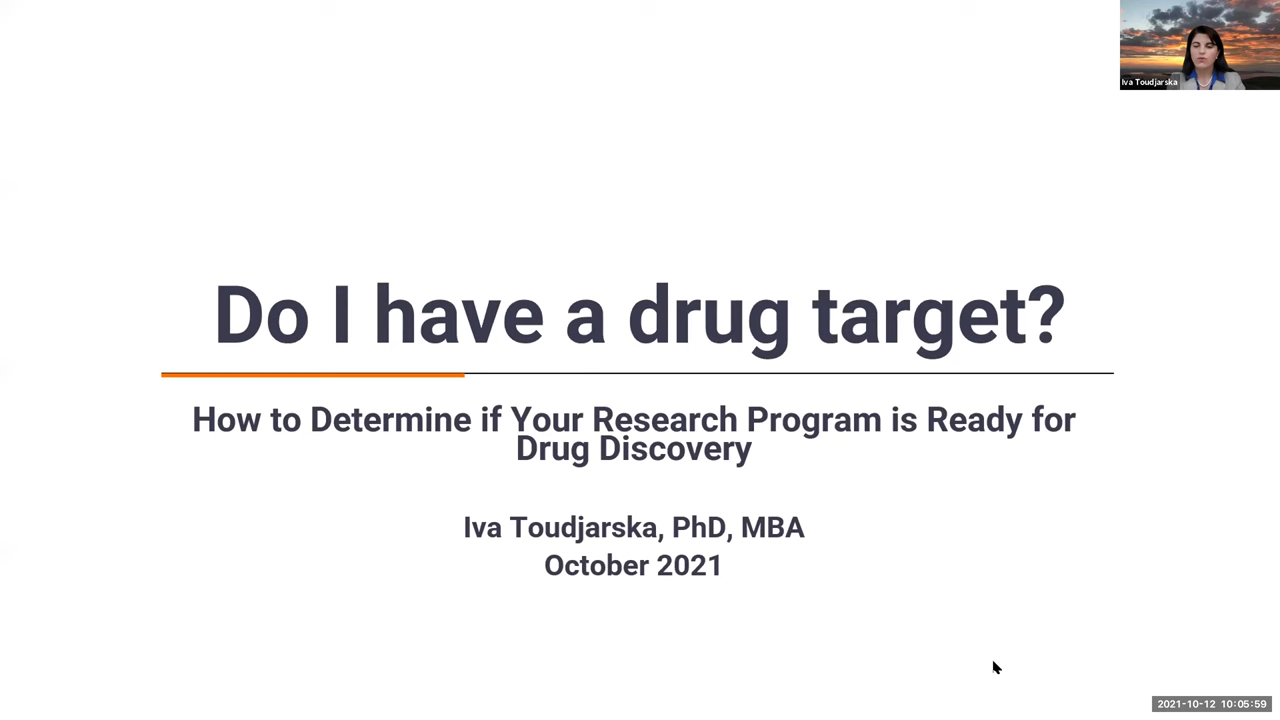 Iva Toudjarska
Do I have a drug target?
How to Determine if Your Research Program is Ready for
Drug Discovery
Iva Toudjarska, PhD, MBA
October 2021
2021-10-12 10:05:59